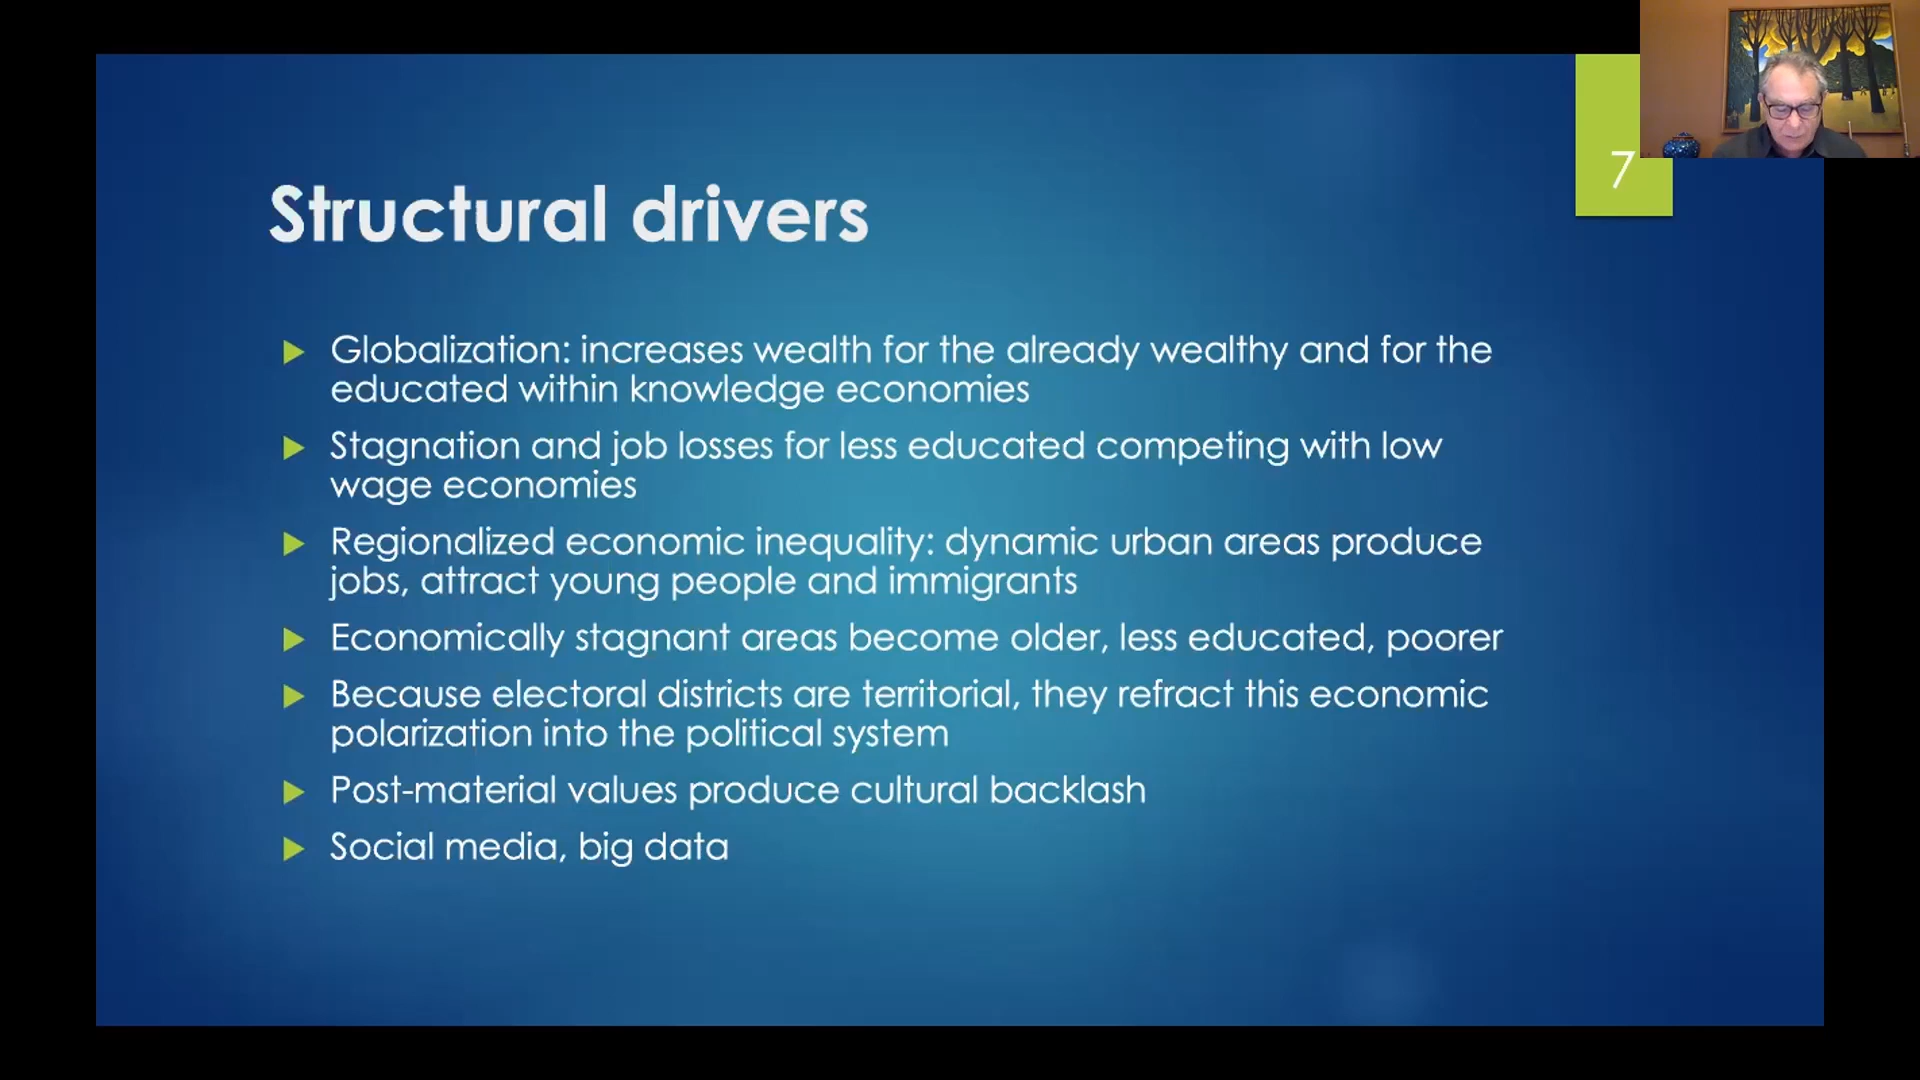 7
Structural drivers
Globalization: increases wealth for the already wealthy and for the
educated within knowledge economies
Stagnation and job losses for less educated competing with low
wage economies
Regionalized economic inequality: dynamic urban areas produce
jobs, attract young people and immigrants
Economically stagnant areas become older, less educated, poorer
Because electoral districts are territorial, they refract this economic
polarization into the political system
Post-material values produce cultural backlash
Social media, big data